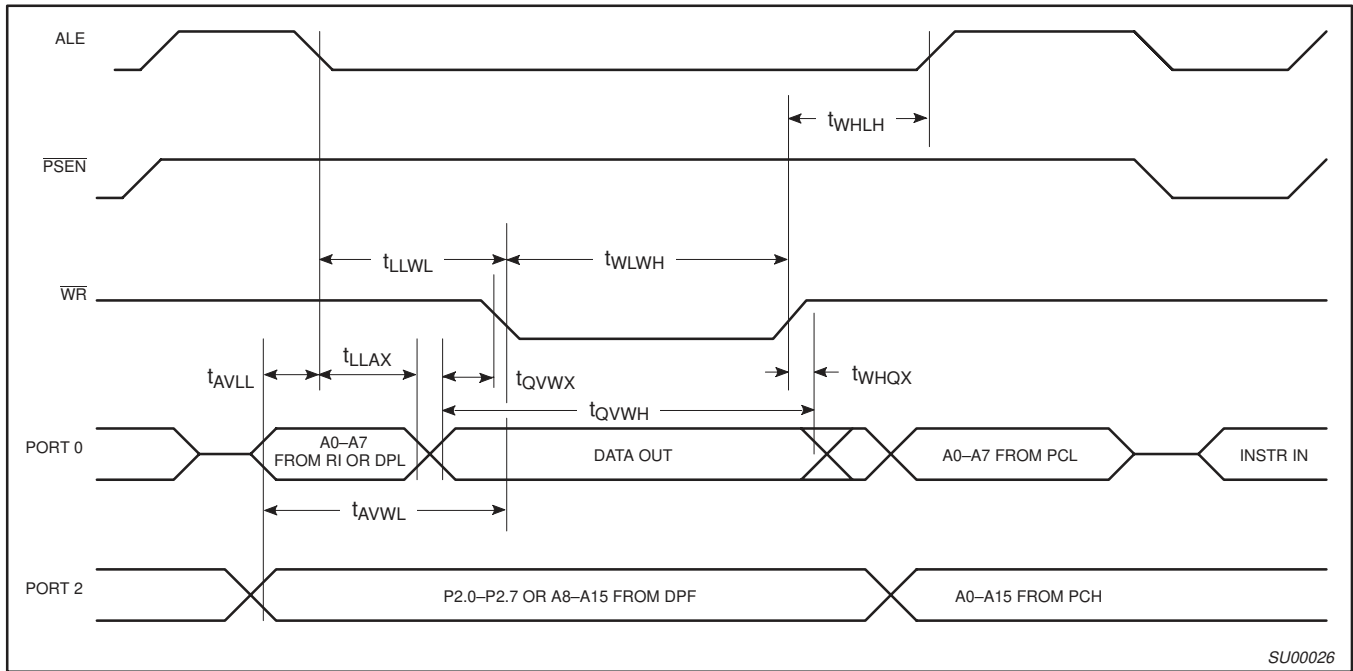 ALE
tWHLH
PSEN
tLLWL
tWLWH
WR
tAVLL
tLLAX
tQVWX
tWHQX
tQVWH
PORT 0
A0–A7
FROM RI OR DPL
DATA OUT
A0–A7 FROM PCL
INSTR IN
tAVWL
PORT 2
P2.0–P2.7 OR A8–A15 FROM DPF
A0–A15 FROM PCH
SU00026